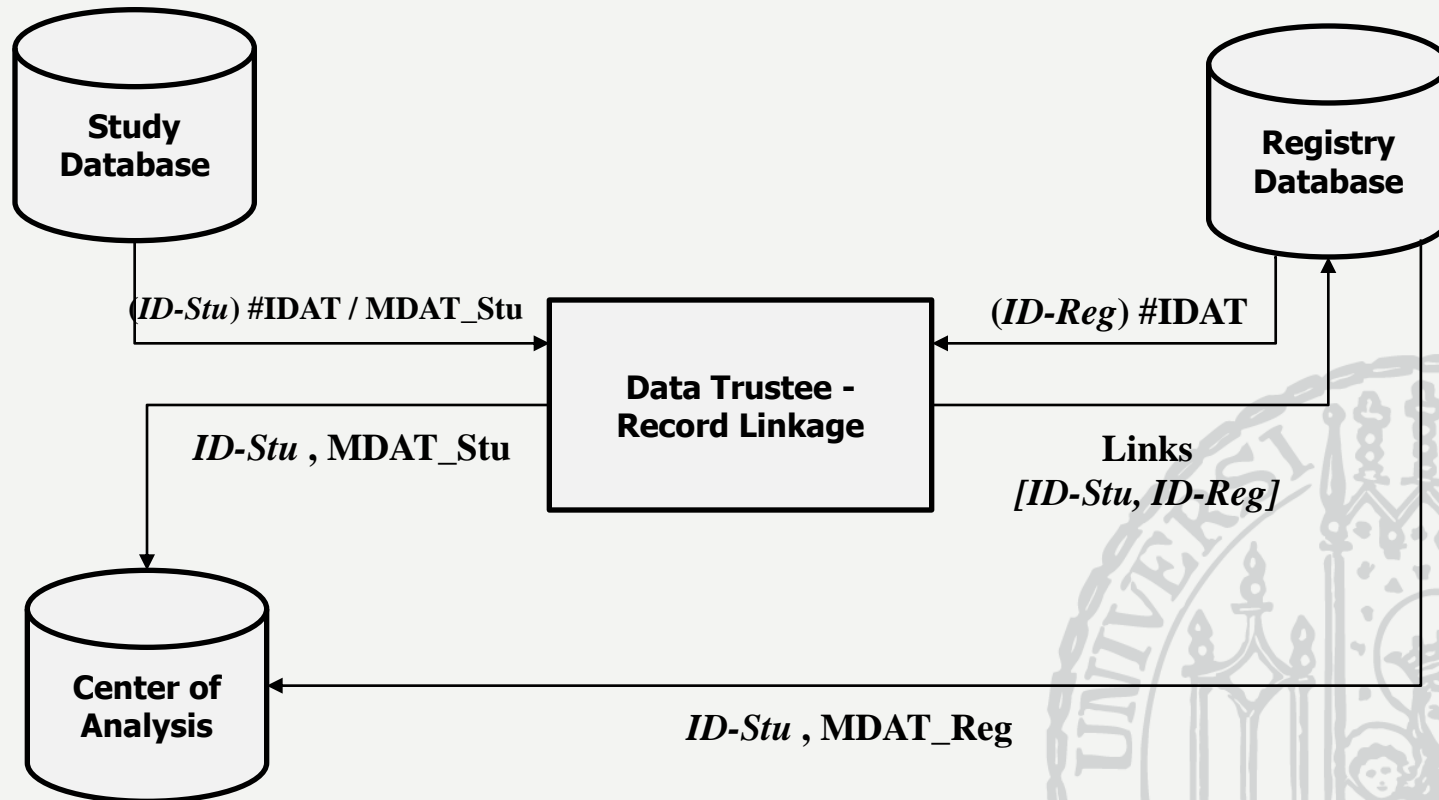 Study
Database
Registry
Database
(ID-Stu) #IDAT / MDAT_Stu
(ID-Reg) #IDAT
Data Trustee -
Record Linkage
ID-Stu , MDAT_Stu
Links
[ID-Stu, ID-Reg]
Center of
Analysis
ID-Stu , MDAT_Reg
UNIVERSI